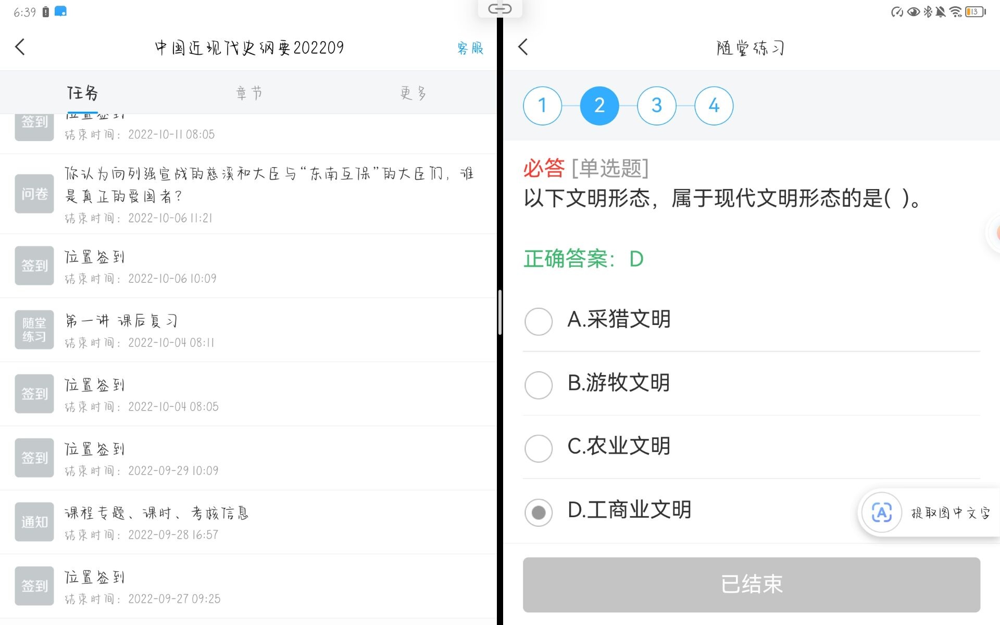 6:39
13
中国近现代史纲要202209
客服
任务
章节
更多
签到
位置签到
结束时间：2022-10-11 08:05
问卷
你认为向列强宣战的慈溪和大臣与“东南互保”的大臣们，谁
是真正的爱国者？
结束时间：2022-10-06 11:21
签到
位置签到
结束时间：2022-10-06 10:09
随堂
练习
第一讲 课后复习
结束时间：2022-10-04 08:11
签到
位置签到
结束时间：2022-10-04 08:05
签到
位置签到
结束时间：2022-09-29 10:09
通知
课程专题、课时、考核信息
结束时间：2022-09-28 16:57
签到
位置签到
结束时间：2022-09-27 09:25
随堂练习
1 2 3 4
必答 [单选题]
以下文明形态，属于现代文明形态的是( )。
正确答案：D
A.采猎文明
B.游牧文明
C.农业文明
D.工商业文明
A 提取图中文字
已结束